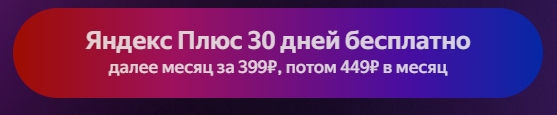 Яндекс Плюс 30 дней бесплатно
далее месяц за 399₽, потом 449₽ в месяц